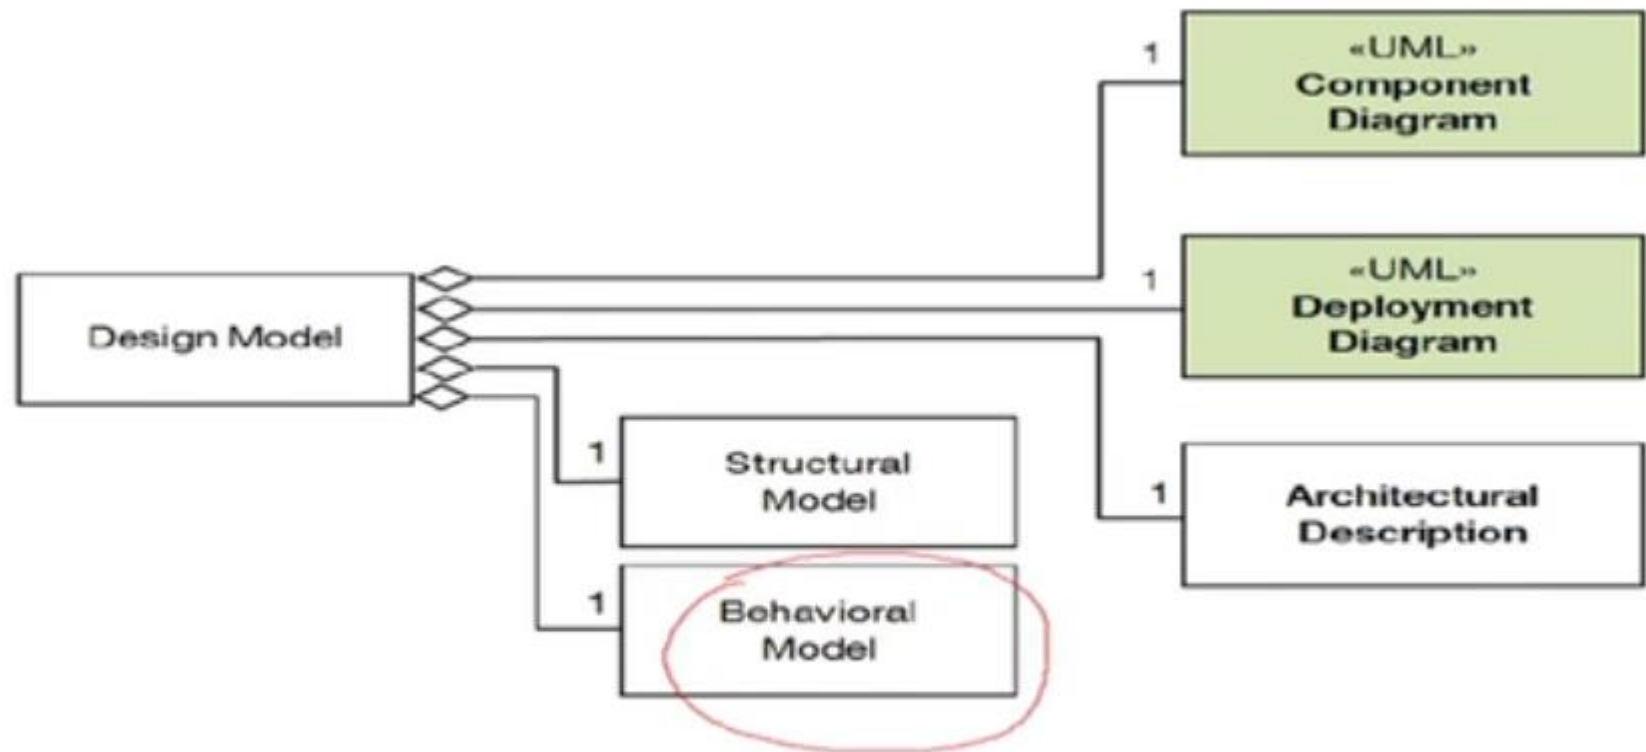 1
«UML»
Component
Diagram
1
«UML»
Deployment
Diagram
Design Model
1
Structural
Model
1
Architectural
Description
1
Behavioral
Model